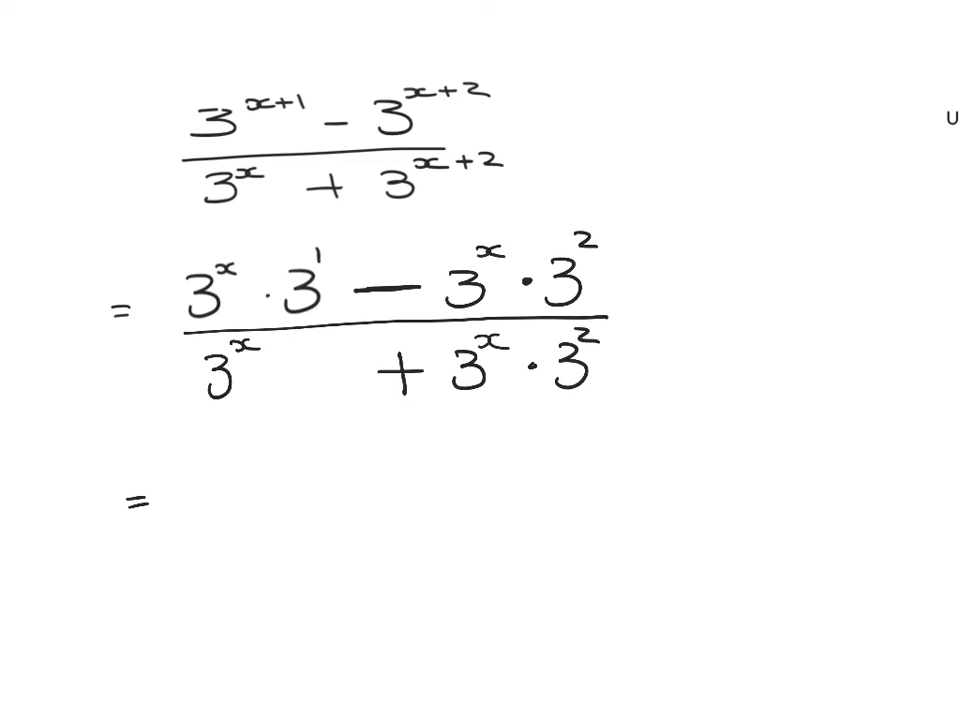 3^{x+1} - 3^{x+2}
3^x + 3^{x+2}
= 3^x · 3^1 — 3^x · 3^2
3^x + 3^x · 3^2
=
U